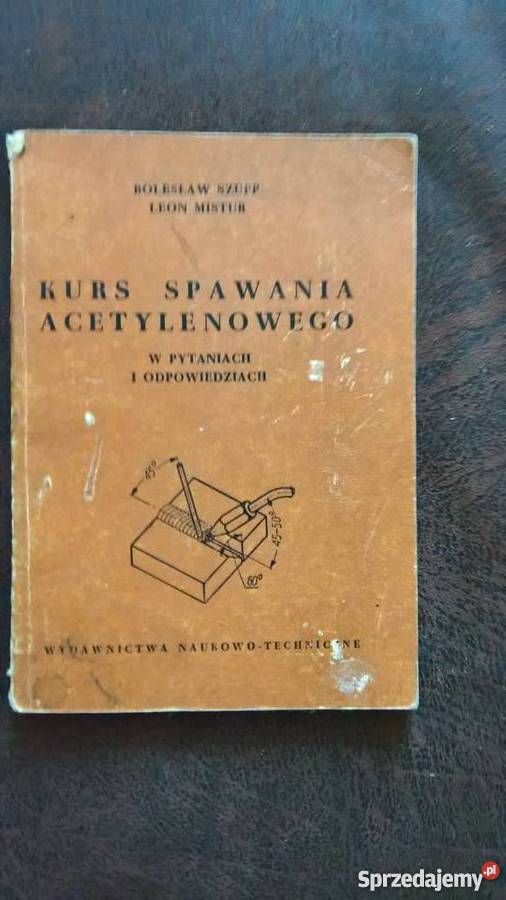 BOLESŁAW SZUPP
LEON MISTUR
KURS SPAWANIA
ACETYLENOWEGO
W PYTANIACH
I ODPOWIEDZIACH
45°
45-50°
60°
WYDAWNICTWA NAUKOWO-TECHNICZNE
Sprzedajemy.pl